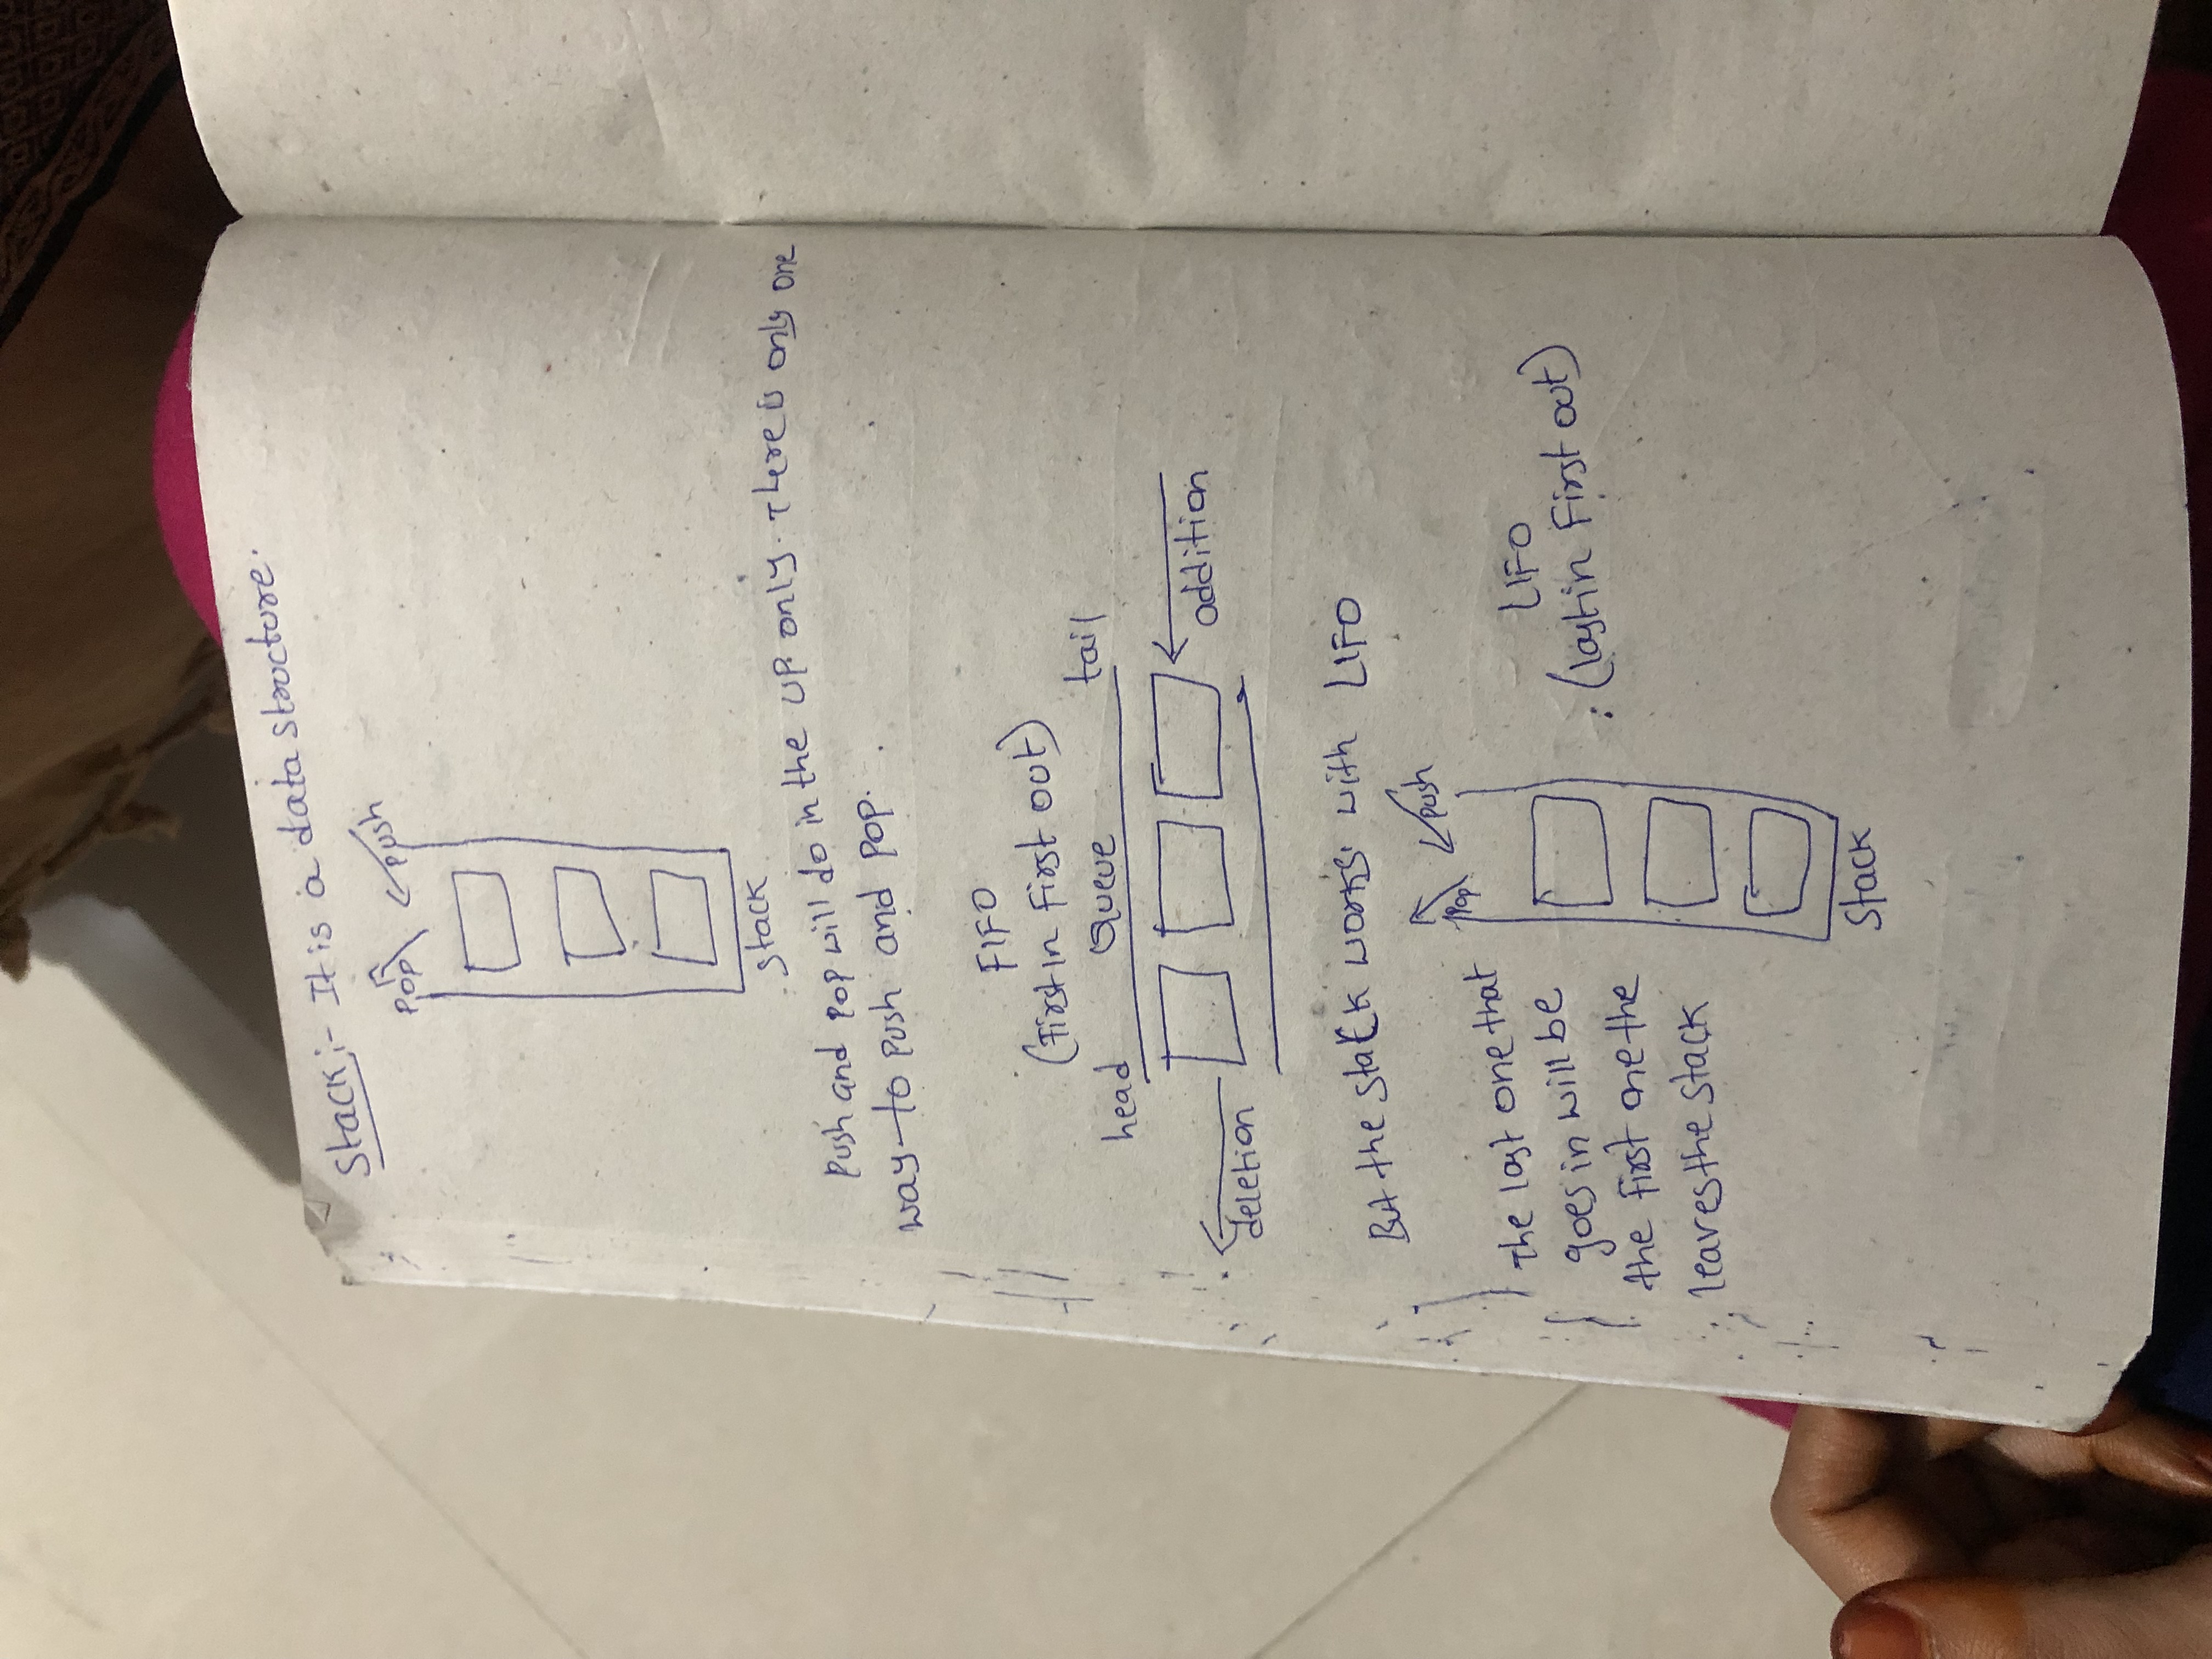 Stack :- It is a data structure.
Pop push
stack
Push and pop will do in the up only. There is only one
way to push and pop.
FIFO
(First in First out)
head Queue tail
addition
deletion
But the stack works with LIFO
Pop push
The last one that
goes in will be
the first one the
leaves the stack
LIFO
(last in First out)
Stack